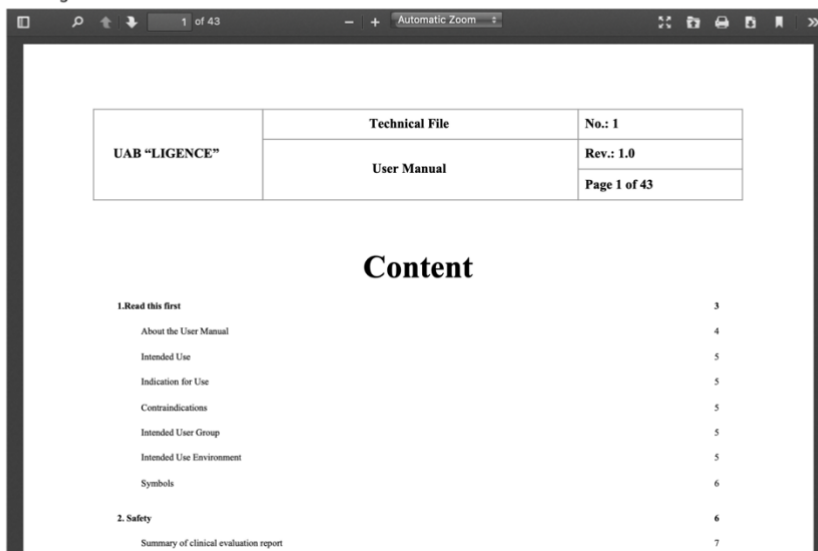 1 of 43
Automatic Zoom
UAB “LIGENCE”
Technical File
No.: 1
User Manual
Rev.: 1.0
Page 1 of 43
Content
1.Read this first 3
About the User Manual 4
Intended Use 5
Indication for Use 5
Contraindications 5
Intended User Group 5
Intended Use Environment 5
Symbols 6
2. Safety 6
Summary of clinical evaluation report 7